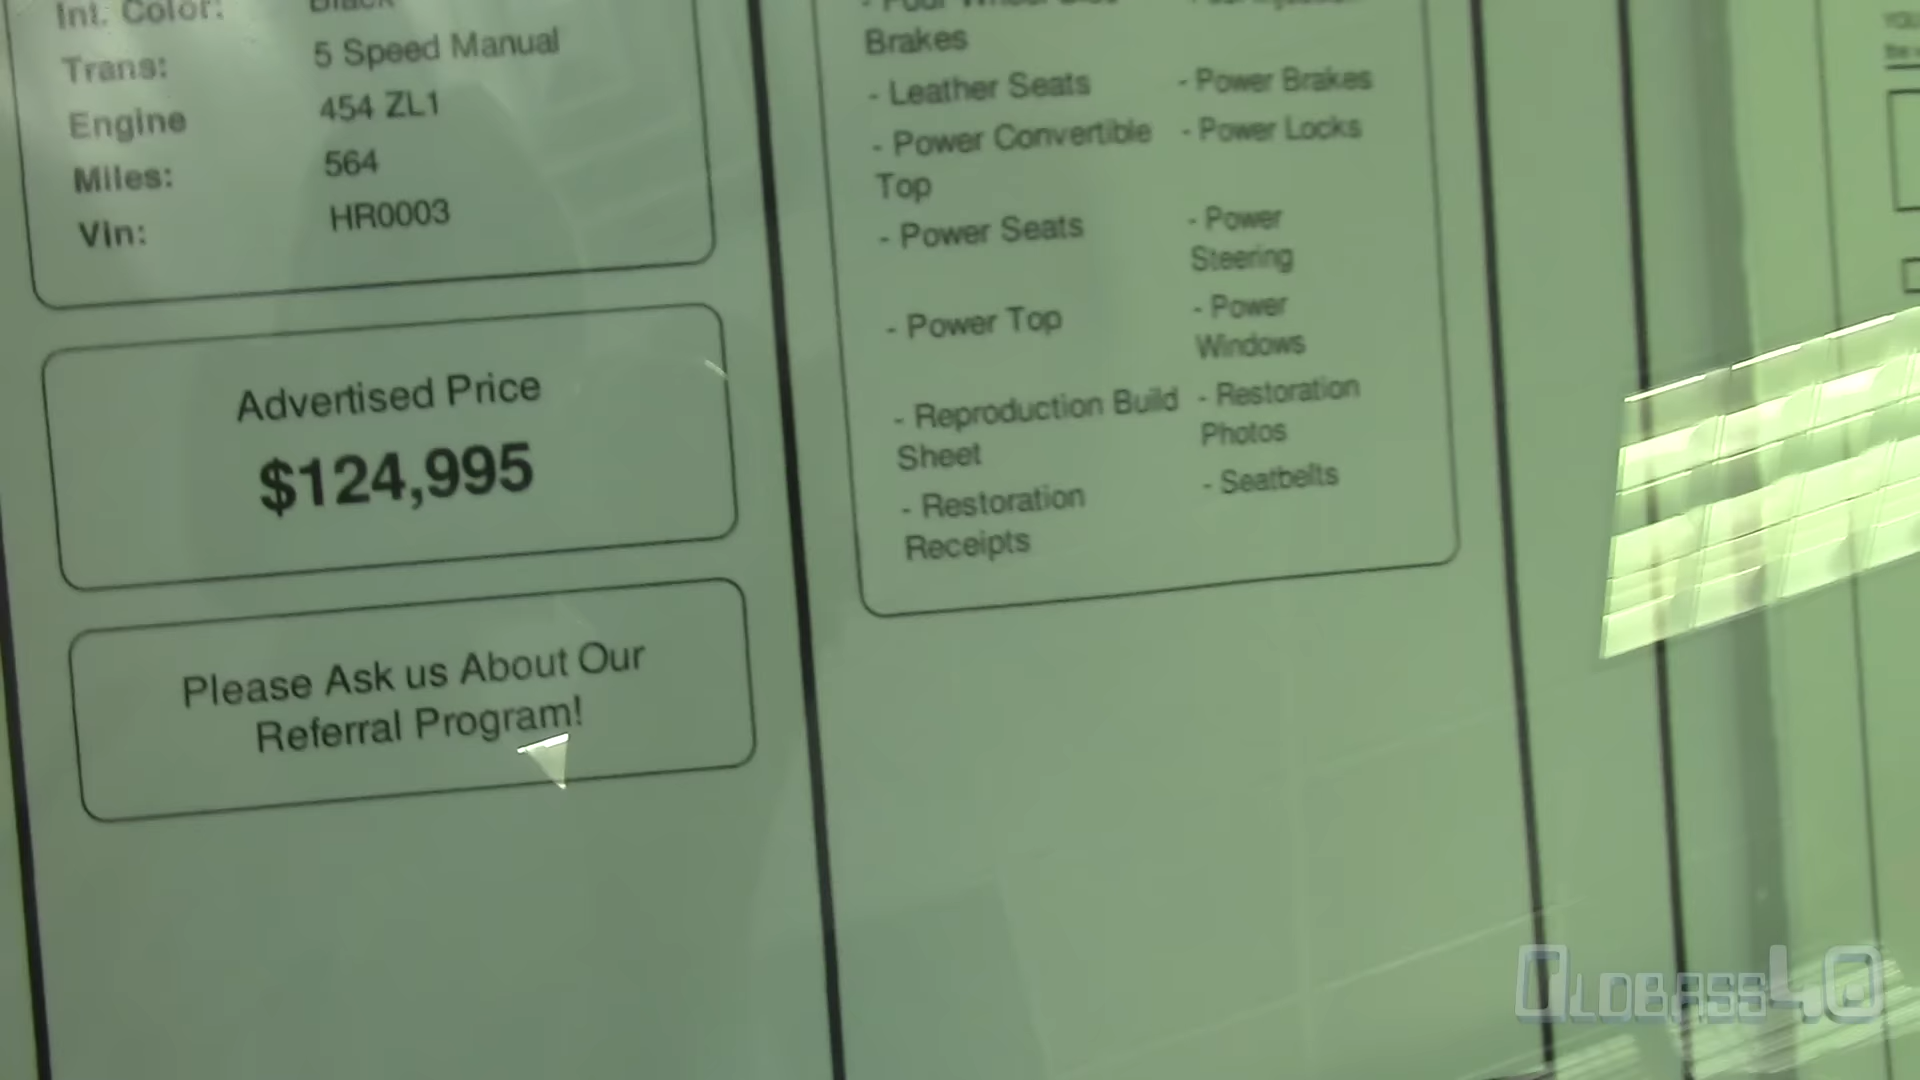 Int. Color: Black
Trans: 5 Speed Manual
Engine 454 ZL1
Miles: 564
Vin: HR0003
Advertised Price
$124,995
Please Ask us About Our
Referral Program!
Brakes
- Leather Seats
- Power Convertible
Top
- Power Seats
- Power Top
- Reproduction Build
Sheet
- Restoration
Receipts
- Power Brakes
- Power Locks
- Power
Steering
- Power
Windows
- Restoration
Photos
- Seatbelts